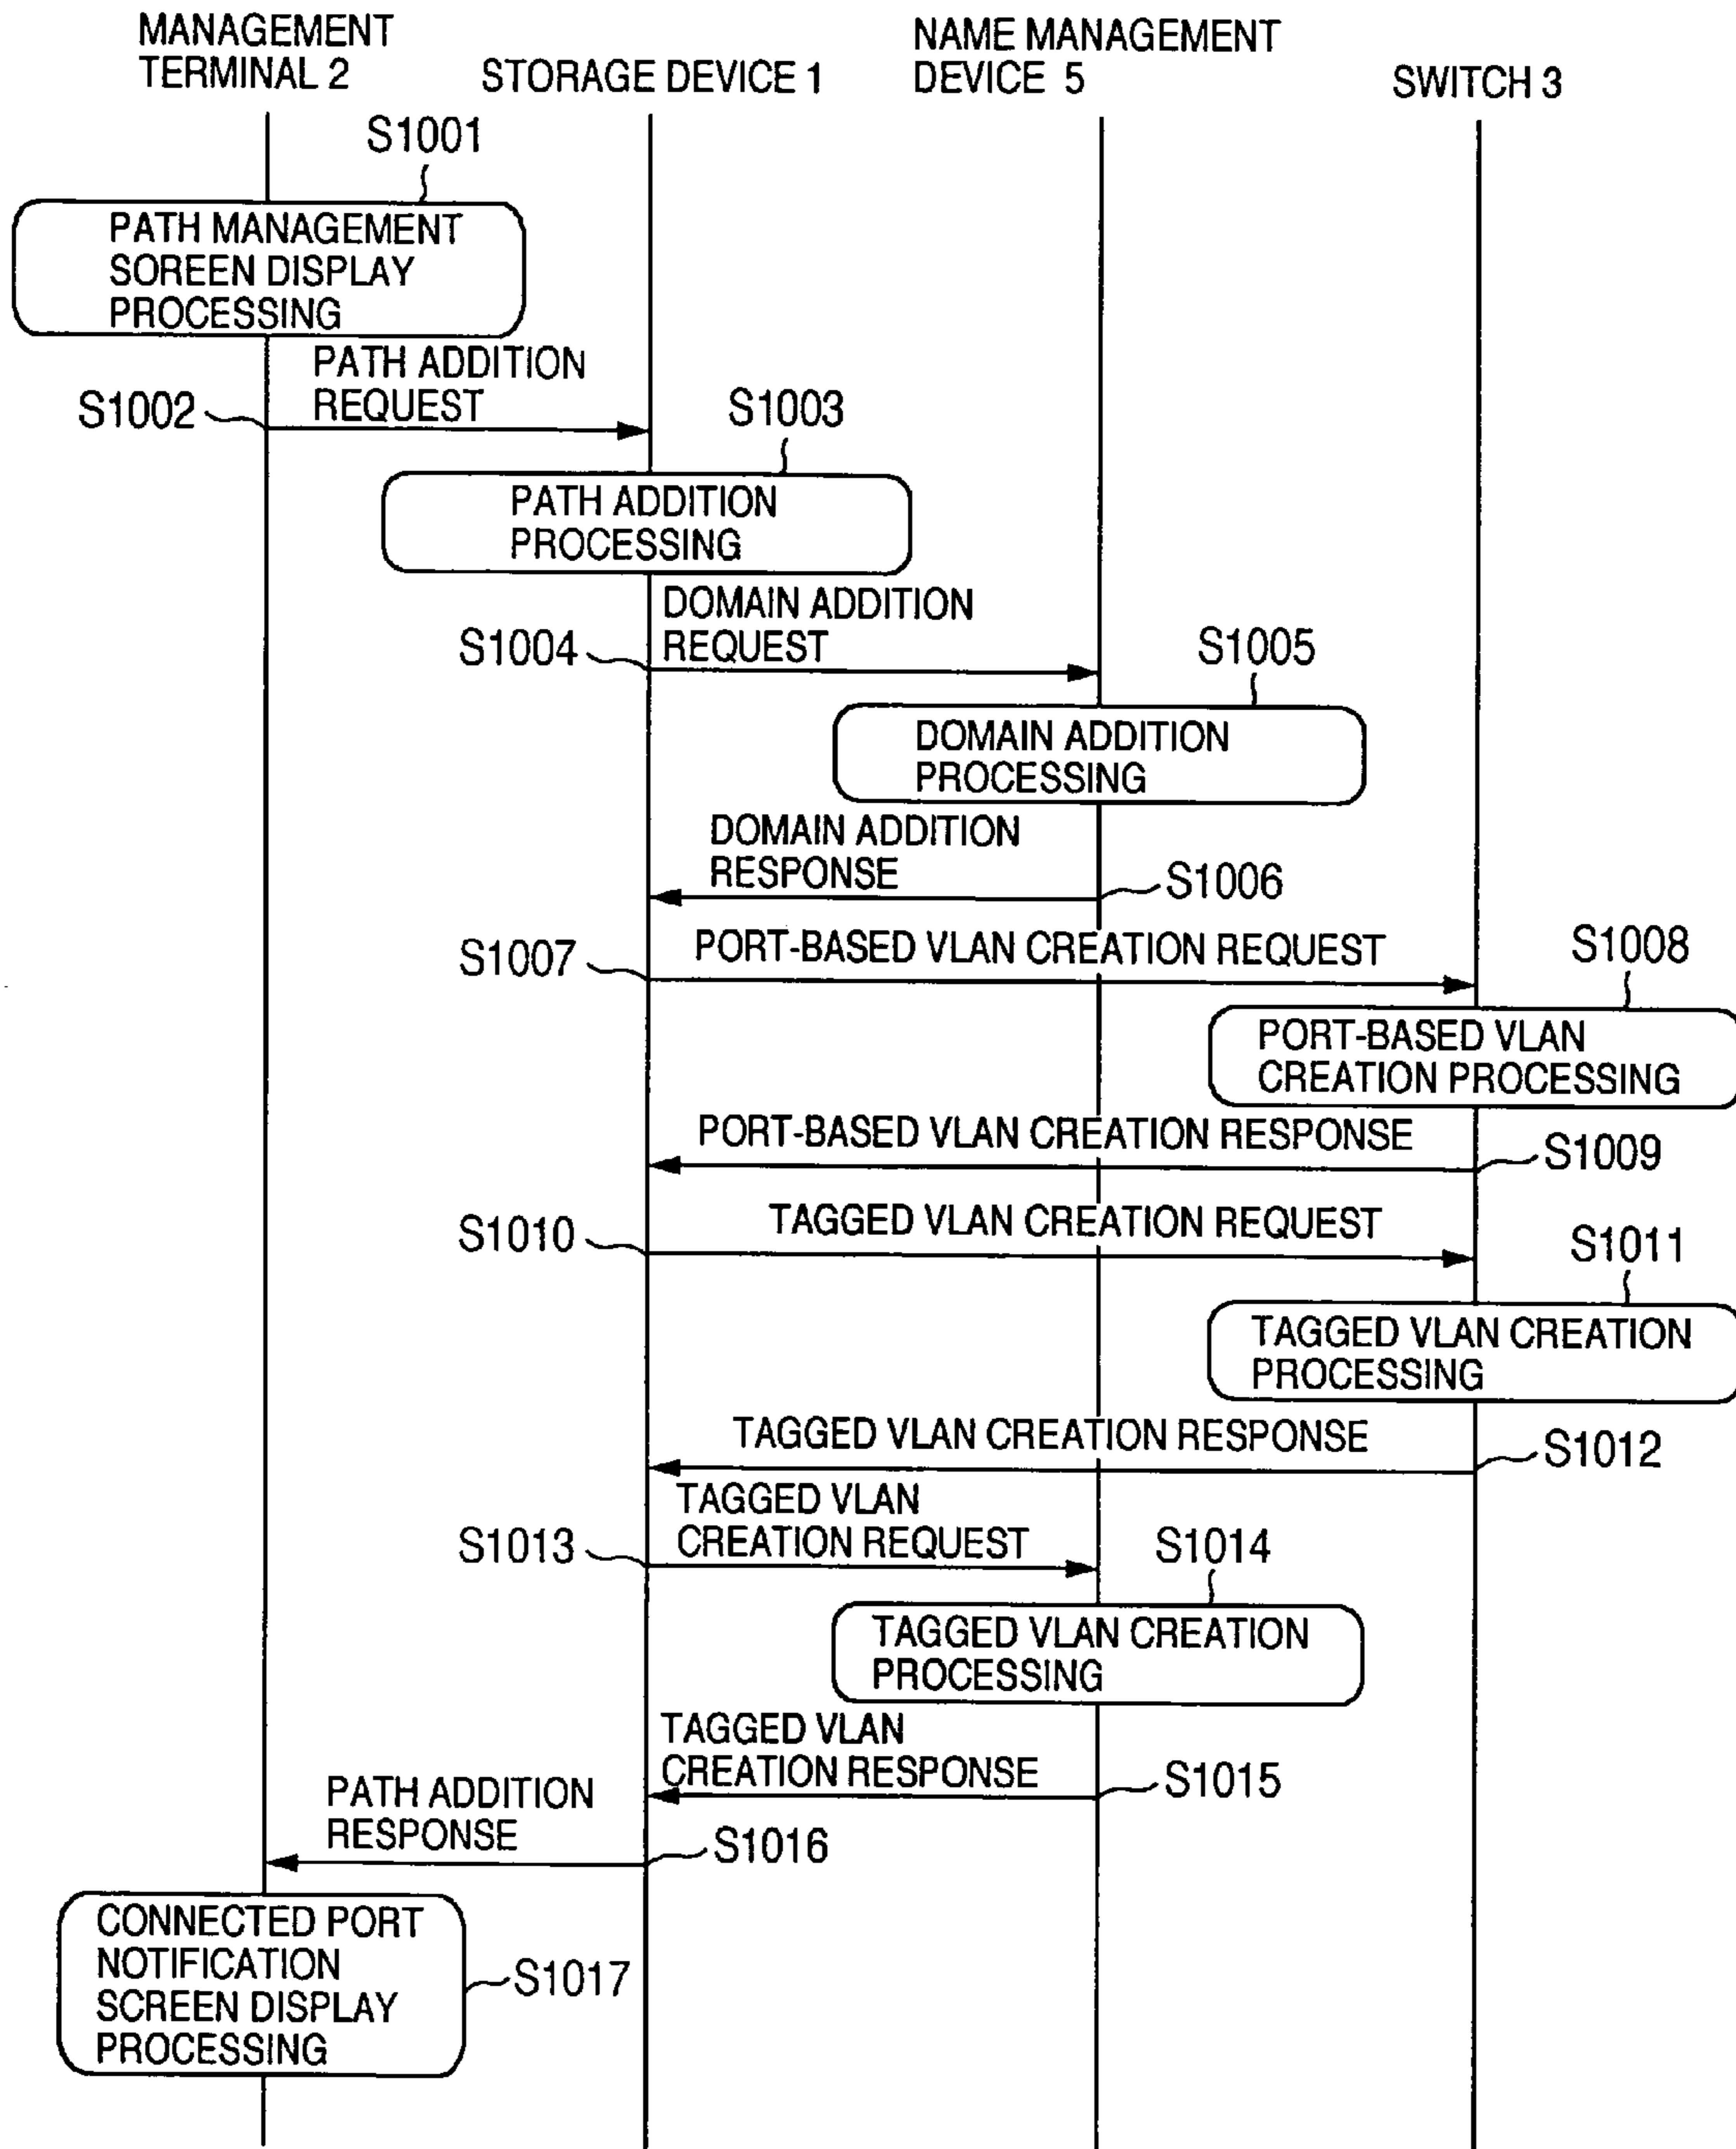 MANAGEMENT
TERMINAL 2
STORAGE DEVICE 1
NAME MANAGEMENT
DEVICE 5
SWITCH 3
S1001
PATH MANAGEMENT
SOREEN DISPLAY
PROCESSING
PATH ADDITION
REQUEST
S1002
S1003
PATH ADDITION
PROCESSING
DOMAIN ADDITION
REQUEST
S1004
S1005
DOMAIN ADDITION
PROCESSING
DOMAIN ADDITION
RESPONSE
S1006
S1007
PORT-BASED VLAN CREATION REQUEST
S1008
PORT-BASED VLAN
CREATION PROCESSING
PORT-BASED VLAN CREATION RESPONSE
S1009
TAGGED VLAN CREATION REQUEST
S1010
S1011
TAGGED VLAN CREATION
PROCESSING
TAGGED VLAN CREATION RESPONSE
S1012
TAGGED VLAN
CREATION REQUEST
S1013
S1014
TAGGED VLAN CREATION
PROCESSING
TAGGED VLAN
CREATION RESPONSE
S1015
PATH ADDITION
RESPONSE
S1016
CONNECTED PORT
NOTIFICATION
SCREEN DISPLAY
PROCESSING
S1017